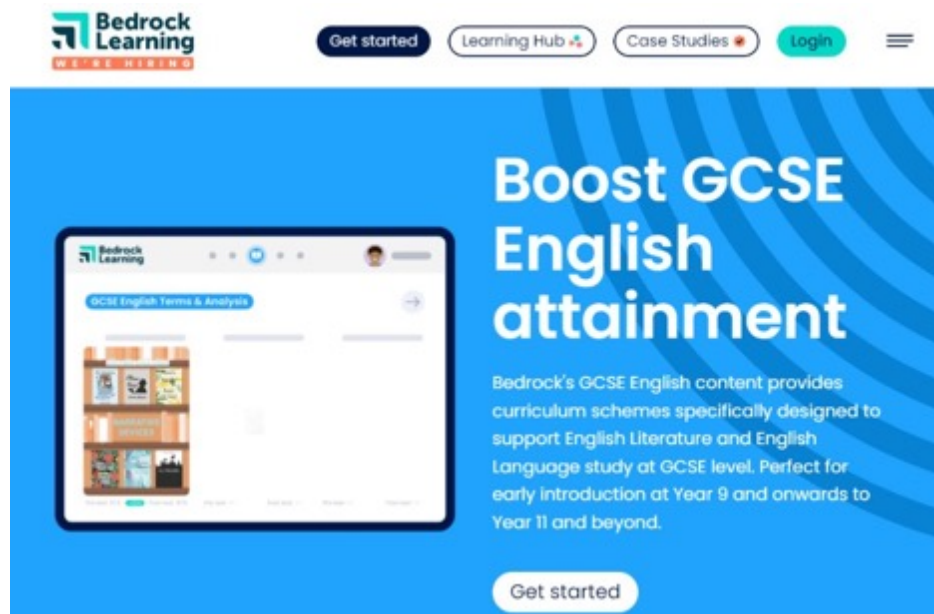 Bedrock
Learning
WE'RE HIRING
Get started
Learning Hub
Case Studies
Login
Boost GCSE
English
attainment
Bedrock's GCSE English content provides
curriculum schemes specifically designed to
support English Literature and English
Language study at GCSE level. Perfect for
early introduction at Year 9 and onwards to
Year 11 and beyond.
Get started
Bedrock
Learning
GCSE English Terms & Analysis
NARRATIVE
DEVICES